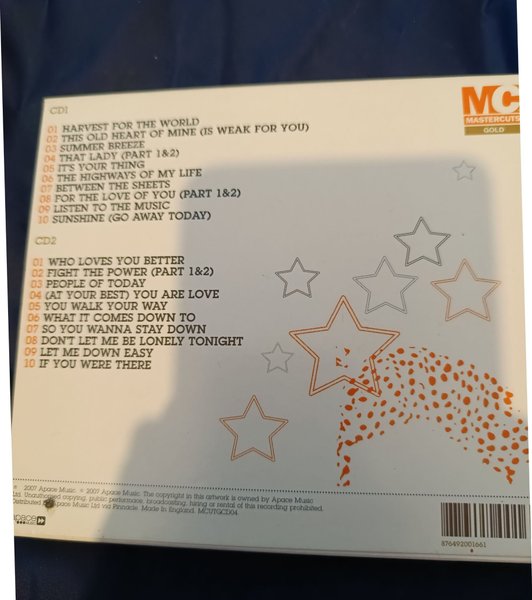 CD1
01 HARVEST FOR THE WORLD
02 THIS OLD HEART OF MINE (IS WEAK FOR YOU)
03 SUMMER BREEZE
04 THAT LADY (PART 1&2)
05 IT'S YOUR THING
06 THE HIGHWAYS OF MY LIFE
07 BETWEEN THE SHEETS
08 FOR THE LOVE OF YOU (PART 1&2)
09 LISTEN TO THE MUSIC
10 SUNSHINE (GO AWAY TODAY)
CD2
01 WHO LOVES YOU BETTER
02 FIGHT THE POWER (PART 1&2)
03 PEOPLE OF TODAY
04 (AT YOUR BEST) YOU ARE LOVE
05 YOU WALK YOUR WAY
06 WHAT IT COMES DOWN TO
07 SO YOU WANNA STAY DOWN
08 DON'T LET ME BE LONELY TONIGHT
09 LET ME DOWN EASY
10 IF YOU WERE THERE
MC
MASTERCUTS
GOLD
2007 Apace Music. © 2007 Apace Music. The copyright in this artwork is owned by Apace Music
Ltd. Unauthorised copying, public performance, broadcasting, hiring or rental of this recording prohibited.
Distributed Apace Music Ltd via Pinnacle. Made in England. MCUTGCD04
876492001661